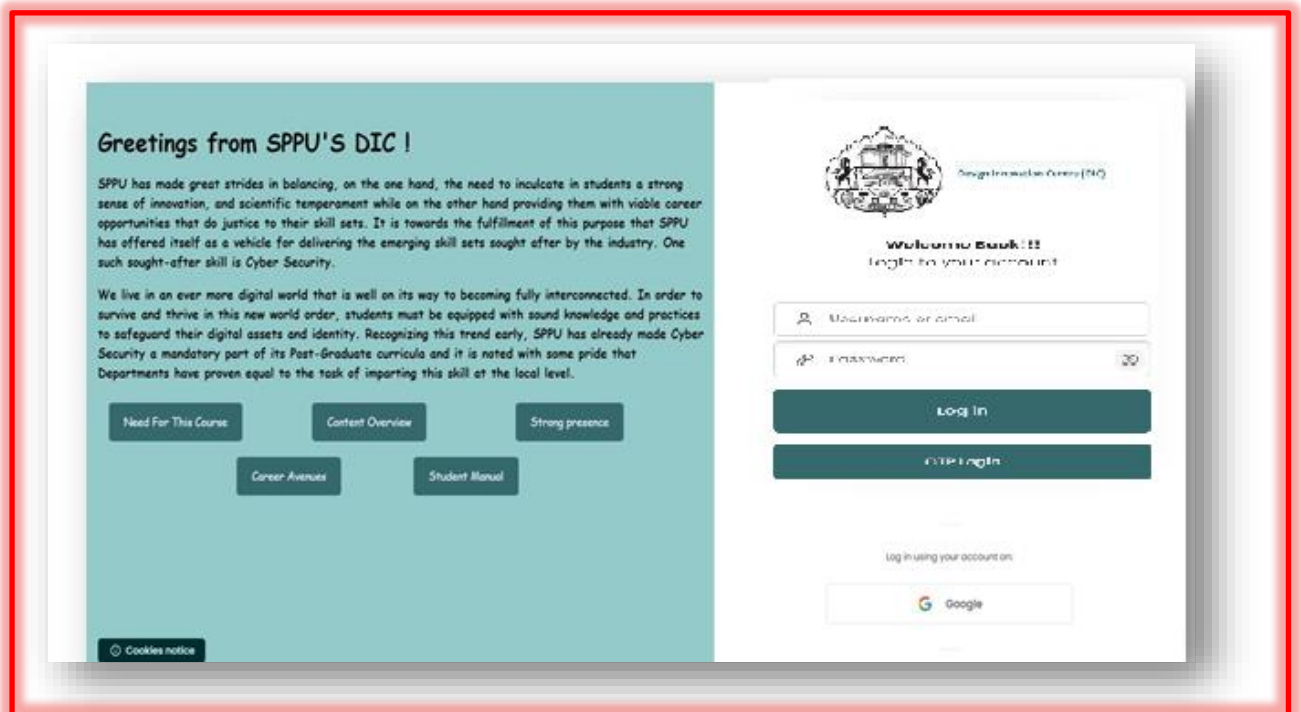 Greetings from SPPU'S DIC !
SPPU has made great strides in balancing, on the one hand, the need to inculcate in students a strong
sense of innovation, and scientific temperament while on the other hand providing them with viable career
opportunities that do justice to their skill sets. It is towards the fulfillment of this purpose that SPPU
has offered itself as a vehicle for delivering the emerging skill sets sought after by the industry. One
such sought-after skill is Cyber Security.
We live in an ever more digital world that is well on its way to becoming fully interconnected. In order to
survive and thrive in this new world order, students must be equipped with sound knowledge and practices
to safeguard their digital assets and identity. Recognizing this trend early, SPPU has already made Cyber
Security a mandatory part of its Post-Graduate curricula and it is noted with some pride that
Departments have proven equal to the task of imparting this skill at the local level.
Need For This Course
Content Overview
Strong presence
Career Avenues
Student Manual
Cookies notice
Design Innovation Centre (DIC)
Welcome Back!!!
Login to your account
Username or email
Password
Log in
OTP Login
Log in using your account on:
Google